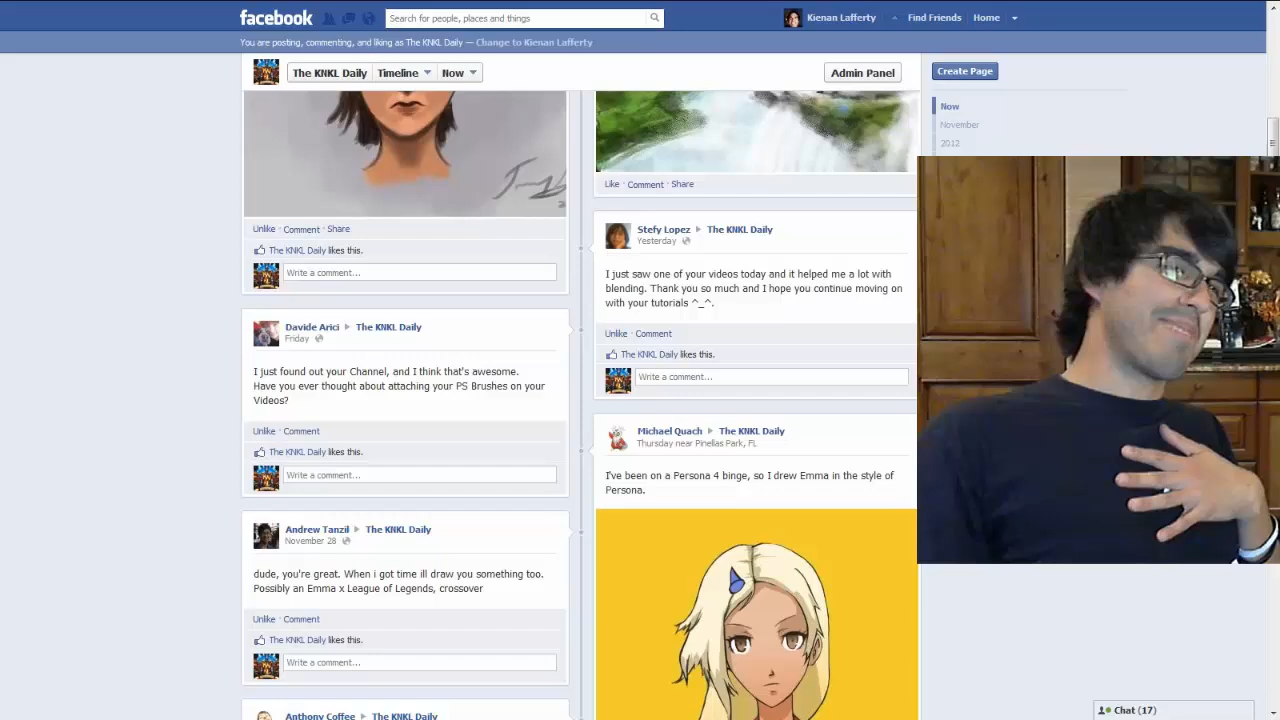 facebook
Search for people, places and things
Kienan Lafferty
Find Friends
Home
You are posting, commenting, and liking as The KNKL Daily — Change to Kienan Lafferty
The KNKL Daily
Timeline
Now
Admin Panel
Create Page
Now
November
2012
Unlike · Comment · Share
The KNKL Daily likes this.
Write a comment...
Davide Arici The KNKL Daily
Friday
I just found out your Channel, and I think that's awesome.
Have you ever thought about attaching your PS Brushes on your
Videos?
Unlike · Comment
The KNKL Daily likes this.
Write a comment...
Andrew Tanzil The KNKL Daily
November 28
dude, you're great. When i got time ill draw you something too.
Possibly an Emma x League of Legends, crossover
Unlike · Comment
The KNKL Daily likes this.
Write a comment...
Anthony Coffee The KNKL Daily
Like · Comment · Share
Stefy Lopez The KNKL Daily
Yesterday
I just saw one of your videos today and it helped me a lot with
blending. Thank you so much and I hope you continue moving on
with your tutorials ^_^.
Unlike · Comment
The KNKL Daily likes this.
Write a comment...
Michael Quach The KNKL Daily
Thursday near Pinellas Park, FL
I've been on a Persona 4 binge, so I drew Emma in the style of
Persona.
Chat (17)